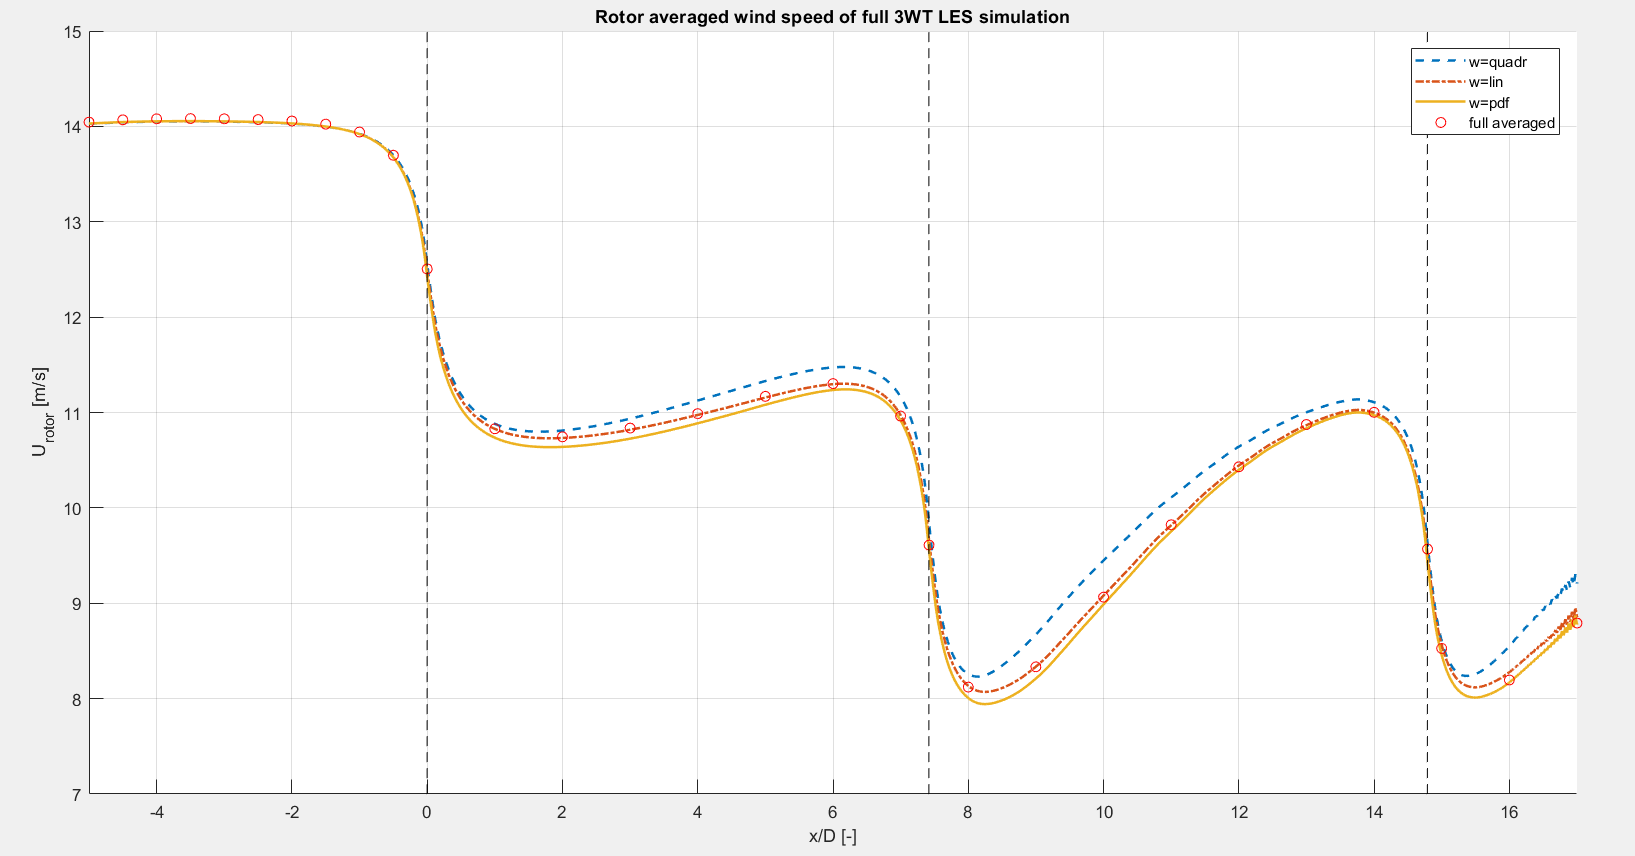 Rotor averaged wind speed of full 3WT LES simulation
15
14
13
12
11
10
9
8
7
U_rotor [m/s]
w=quadr
w=lin
w=pdf
full averaged
-4 -2 0 2 4 6 8 10 12 14 16
x/D [-]